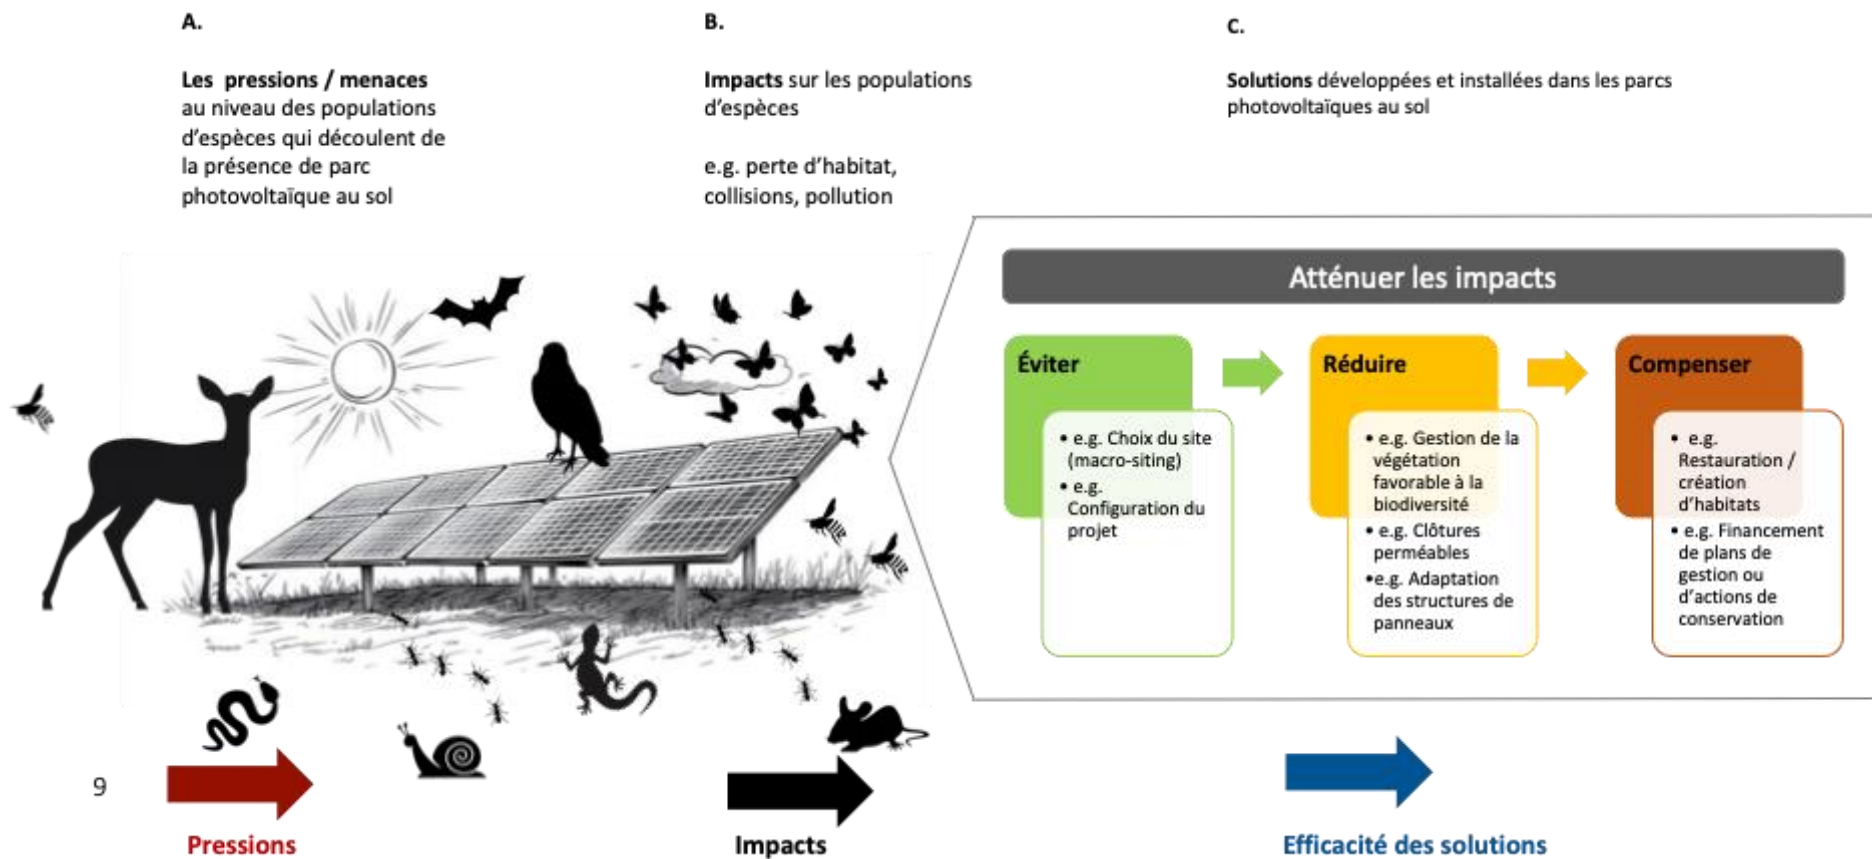 A.
Les pressions / menaces
au niveau des populations
d'espèces qui découlent de
la présence de parc
photovoltaïque au sol
B.
Impacts sur les populations
d'espèces
e.g. perte d'habitat,
collisions, pollution
C.
Solutions développées et installées dans les parcs
photovoltaïques au sol
Atténuer les impacts
Éviter
• e.g. Choix du site
(macro-siting)
• e.g.
Configuration du
projet
Réduire
• e.g. Gestion de la
végétation
favorable à la
biodiversité
• e.g. Clôtures
perméables
•e.g. Adaptation
des structures de
panneaux
Compenser
• e.g.
Restauration /
création
d'habitats
• e.g. Financement
de plans de
gestion ou
d'actions de
conservation
9
Pressions
Impacts
Efficacité des solutions